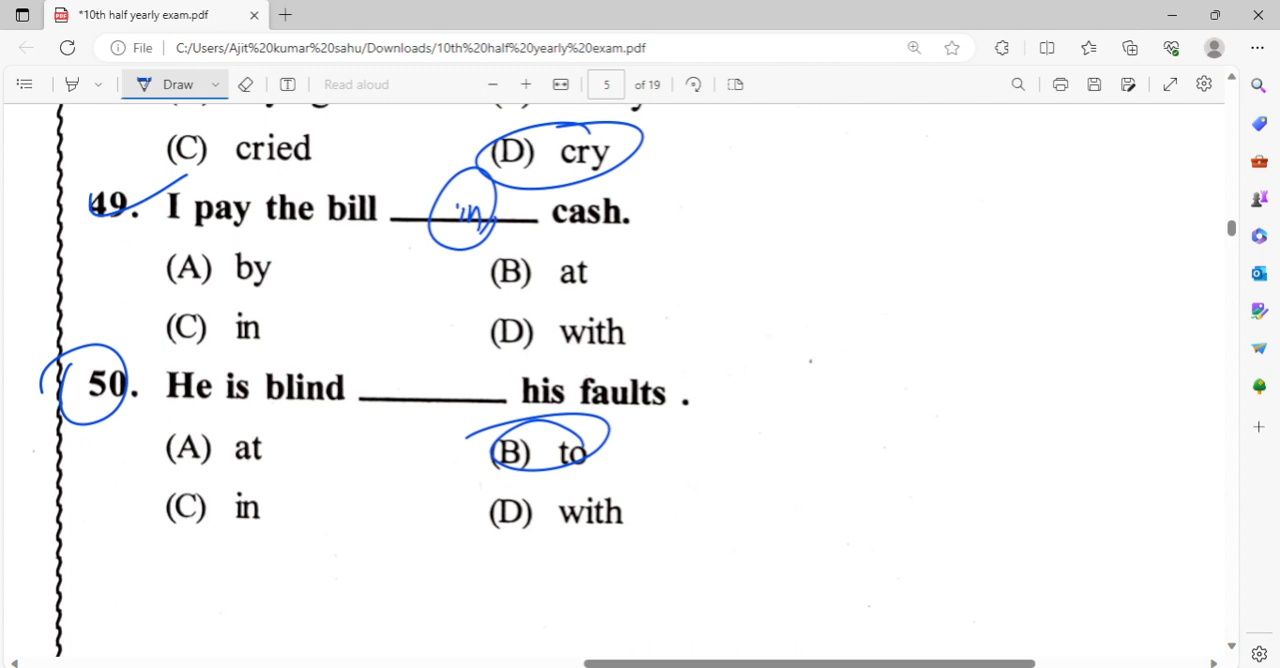 *10th half yearly exam.pdf
File C:/Users/Ajit%20kumar%20sahu/Downloads/10th%20half%20yearly%20exam.pdf
Draw Read aloud 5 of 19
(C) cried (D) cry
49. I pay the bill in cash.
(A) by (B) at
(C) in (D) with
50. He is blind ________ his faults .
(A) at (B) to
(C) in (D) with